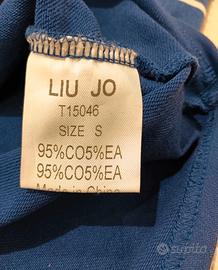 LIU JO
T15046
SIZE S
95%CO5%EA
95%CO5%EA
Made in China
subito